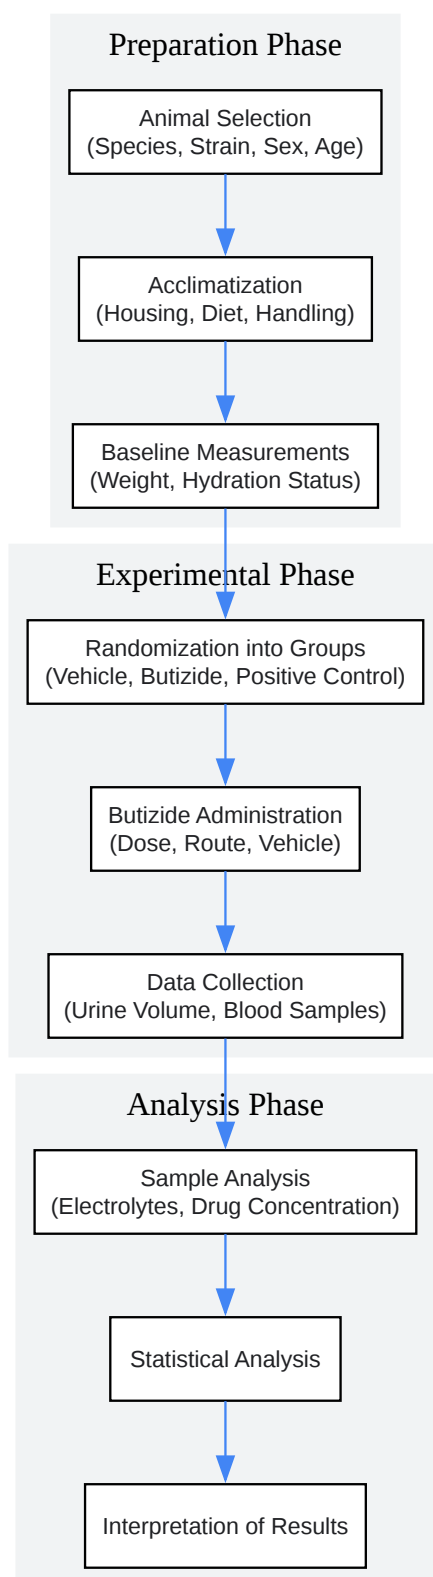 Preparation Phase
Animal Selection
(Species, Strain, Sex, Age)
Acclimatization
(Housing, Diet, Handling)
Baseline Measurements
(Weight, Hydration Status)
Experimental Phase
Randomization into Groups
(Vehicle, Butizide, Positive Control)
Butizide Administration
(Dose, Route, Vehicle)
Data Collection
(Urine Volume, Blood Samples)
Analysis Phase
Sample Analysis
(Electrolytes, Drug Concentration)
Statistical Analysis
Interpretation of Results